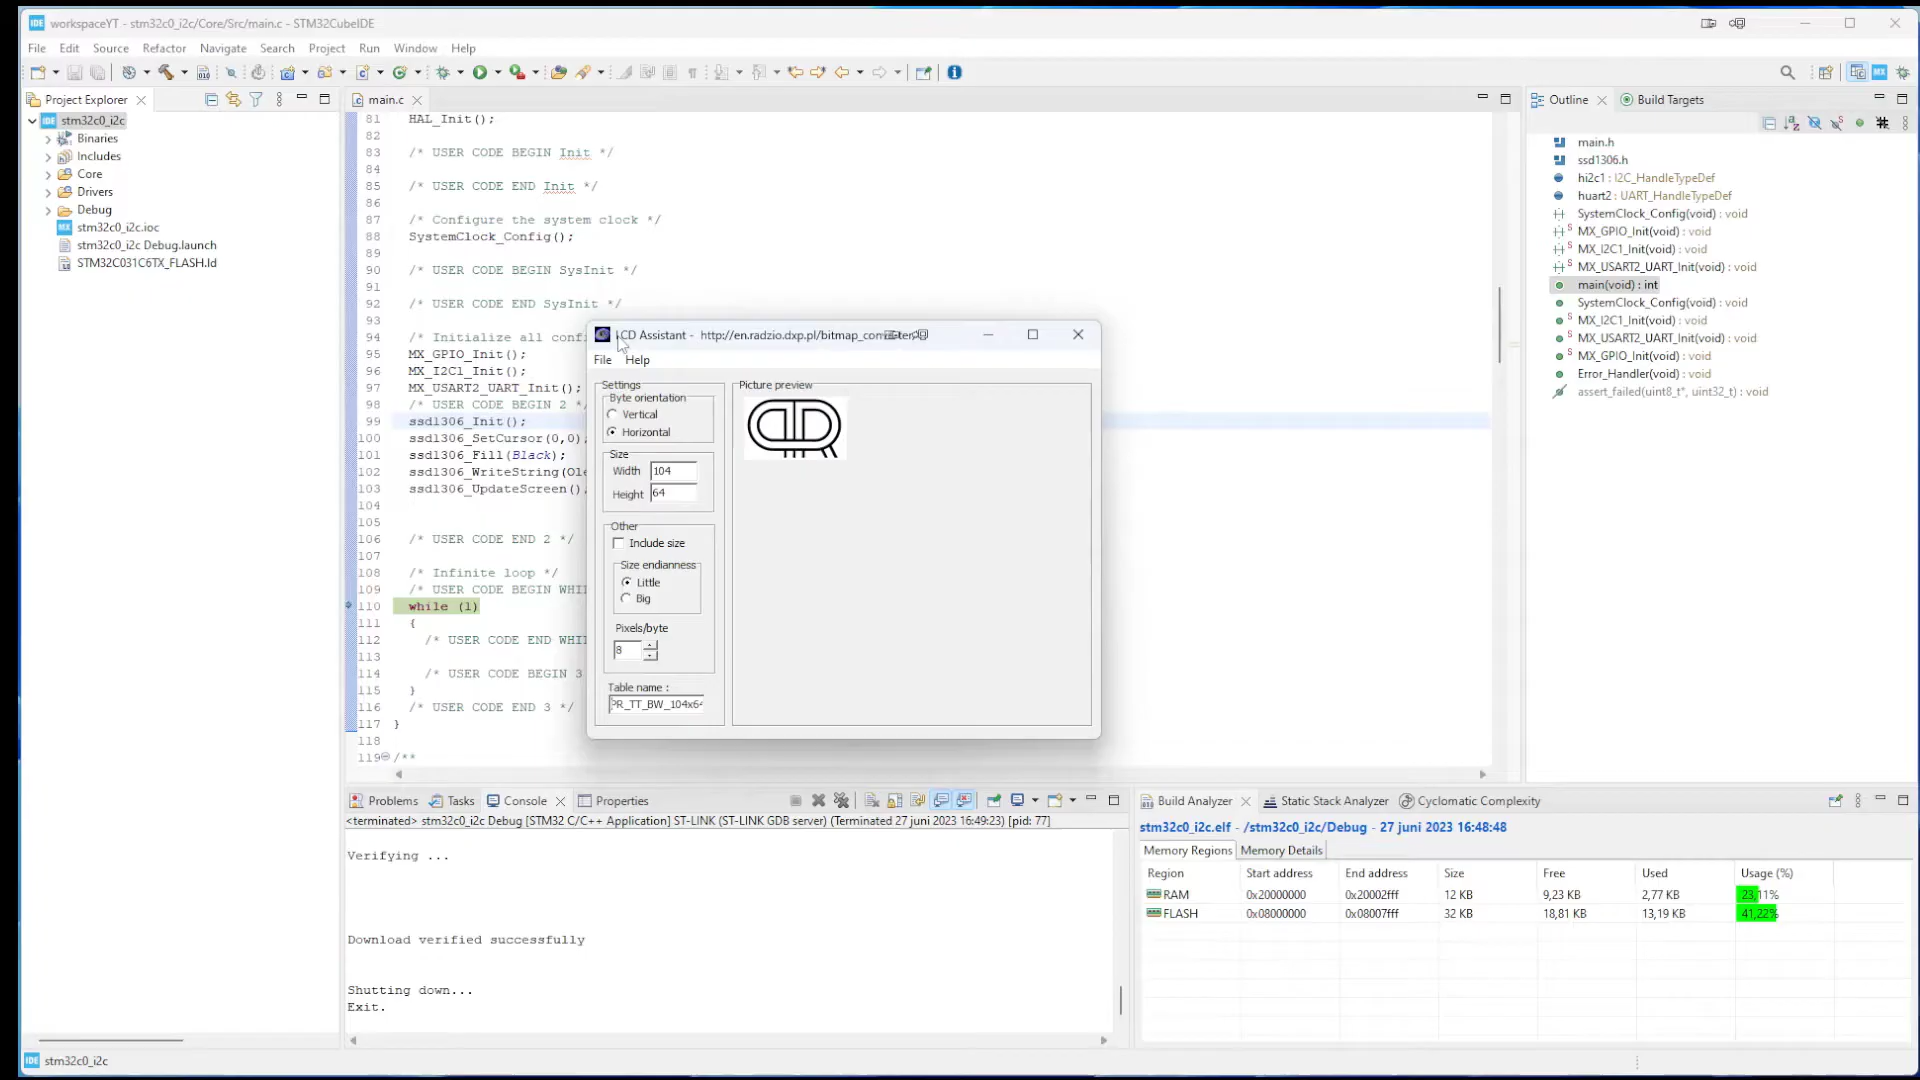 IDE workspaceYT - stm32c0_i2c/Core/Src/main.c - STM32CubeIDE
File Edit Source Refactor Navigate Search Project Run Window Help
Project Explorer
stm32c0_i2c
Binaries
Includes
Core
Drivers
Debug
stm32c0_i2c.ioc
stm32c0_i2c Debug.launch
STM32C031C6TX_FLASH.ld
main.c
81 HAL_Init();
82
83 /* USER CODE BEGIN Init */
84
85 /* USER CODE END Init */
86
87 /* Configure the system clock */
88 SystemClock_Config();
89
90 /* USER CODE BEGIN SysInit */
91
92 /* USER CODE END SysInit */
93
94 /* Initialize all confi
95 MX_GPIO_Init();
96 MX_I2C1_Init();
97 MX_USART2_UART_Init();
98 /* USER CODE BEGIN 2 */
99 ssd1306_Init();
100 ssd1306_SetCursor(0,0);
101 ssd1306_Fill(Black);
102 ssd1306_WriteString(Ole
103 ssd1306_UpdateScreen();
104
105
106 /* USER CODE END 2 */
107
108 /* Infinite loop */
109 /* USER CODE BEGIN WHI
110 while (1)
111 {
112 /* USER CODE END WHI
113
114 /* USER CODE BEGIN 3
115 }
116 /* USER CODE END 3 */
117 }
118
119 /**
LCD Assistant - http://en.radzio.dxp.pl/bitmap_converter/
File Help
Settings
Byte orientation
Vertical
Horizontal
Size
Width 104
Height 64
Other
Include size
Size endianness
Little
Big
Pixels/byte
8
Table name :
PR_TT_BW_104x64
Picture preview
Outline Build Targets
main.h
ssd1306.h
hi2c1 : I2C_HandleTypeDef
huart2 : UART_HandleTypeDef
SystemClock_Config(void) : void
MX_GPIO_Init(void) : void
MX_I2C1_Init(void) : void
MX_USART2_UART_Init(void) : void
main(void) : int
SystemClock_Config(void) : void
MX_I2C1_Init(void) : void
MX_USART2_UART_Init(void) : void
MX_GPIO_Init(void) : void
Error_Handler(void) : void
assert_failed(uint8_t*, uint32_t) : void
Problems Tasks Console Properties
<terminated> stm32c0_i2c Debug [STM32 C/C++ Application] ST-LINK (ST-LINK GDB server) (Terminated 27 juni 2023 16:49:23) [pid: 77]
Verifying ...
Download verified successfully
Shutting down...
Exit.
Build Analyzer Static Stack Analyzer Cyclomatic Complexity
stm32c0_i2c.elf - /stm32c0_i2c/Debug - 27 juni 2023 16:48:48
Memory Regions Memory Details
Region Start address End address Size Free Used Usage (%)
RAM 0x20000000 0x20002fff 12 KB 9,23 KB 2,77 KB 23,11%
FLASH 0x08000000 0x08007fff 32 KB 18,81 KB 13,19 KB 41,22%
IDE stm32c0_i2c